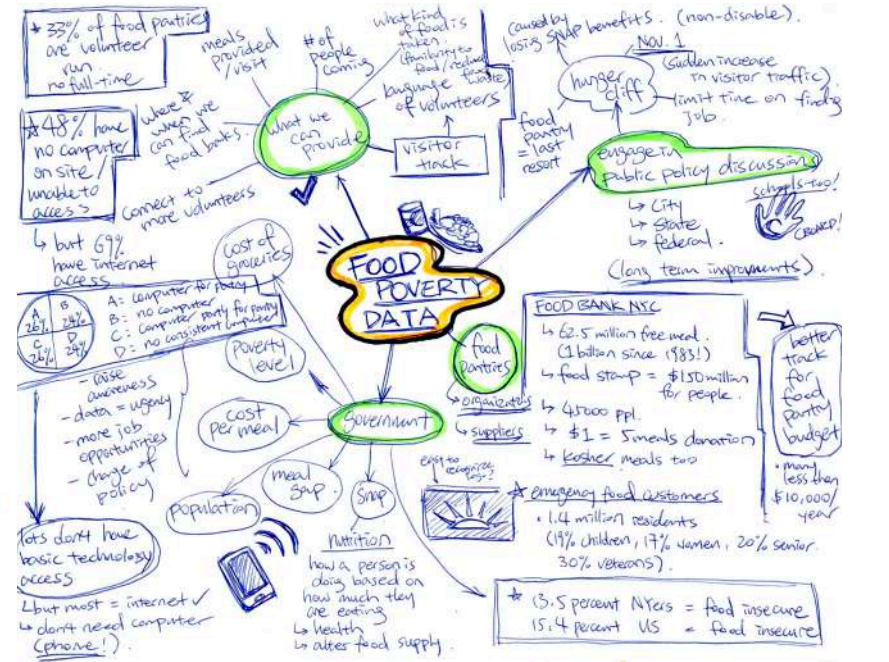 * 33% of food pantries
are volunteer
run.
no full-time
* 48% have
no computer
on site /
unable to
access
↳ but 69%
have internet
access.
meals
provided
/visit
# of
people
coming
what kind
of food is
taken.
(familiarity to
food / reduce
food waste)
language
of volunteers
where &
when we
can find
food banks.
what we
can
provide
visitor
track
connect to
more volunteers
caused by
losing SNAP benefits. (non-disable).
Nov. 1
(sudden increase
in visitor traffic).
hunger
cliff
limit time on finding
job.
food
pantry
= last
resort
engage in
public policy discussion
schools-too!
↳ City
↳ State
↳ federal.
CROWD!
(long term improvments).
FOOD
POVERTY
DATA
cost of
groceries
A 26%
B 24%
C 26%
D 24%
A = computer for pantry
B = no computer
C = computer partly for pantry
D = no consistent computer
poverty
level
- raise
awareness
- data = urgency
- more job
opportunities
- change of
policy
cost
per meal
Government
meal
gap.
population
Snap
nutrition
how a person is
doing based on
how much they
are eating
↳ health
↳ alter food supply.
food
pantries
↳ organizations
↳ suppliers
FOOD BANK NYC
↳ 62.5 million free meal.
(1 billion since 1983!)
↳ food stamp = $150 million
for people.
↳ 45000 ppl.
↳ $1 = 5 meals donation
↳ kosher meals too
better
track
for
food
panty
budget
• many
less than
$10,000/
year
easy to
recognize
logo?
* emergency food customers
• 1.4 million residents
(19% children, 17% women, 20% senior.
30% veterans).
lots don't have
basic technology
access
↳ but most = internet ✓
↳ don't need computer
(phone!).
* 13.5 percent NYers = food insecure
15.4 percent US = food insecure